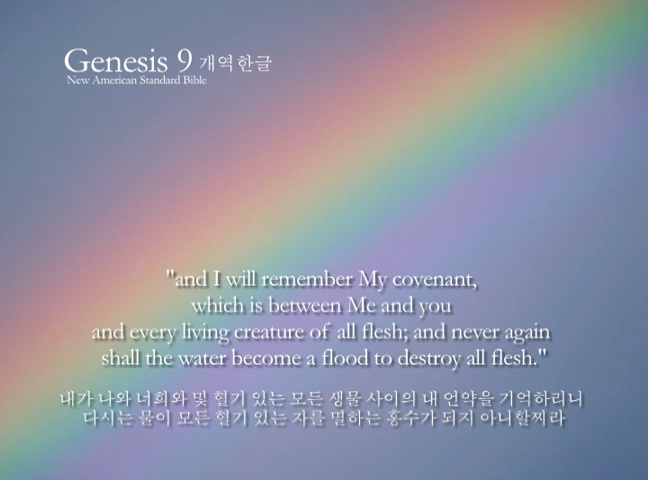 Genesis 9 개역한글
New American Standard Bible
"and I will remember My covenant,
which is between Me and you
and every living creature of all flesh; and never again
shall the water become a flood to destroy all flesh."
내가 나와 너희와 및 혈기 있는 모든 생물 사이의 내 언약을 기억하리니
다시는 물이 모든 혈기 있는 자를 멸하는 홍수가 되지 아니할찌라